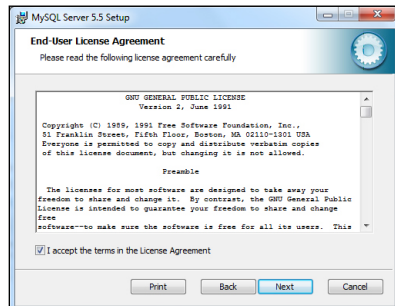 MySQL Server 5.5 Setup
End-User License Agreement
Please read the following license agreement carefully
GNU GENERAL PUBLIC LICENSE
Version 2, June 1991
Copyright (C) 1989, 1991 Free Software Foundation, Inc.,
51 Franklin Street, Fifth Floor, Boston, MA 02110-1301 USA
Everyone is permitted to copy and distribute verbatim copies
of this license document, but changing it is not allowed.
Preamble
The licenses for most software are designed to take away your
freedom to share and change it. By contrast, the GNU General Public
License is intended to guarantee your freedom to share and change
free
software--to make sure the software is free for all its users. This
I accept the terms in the License Agreement
Print
Back
Next
Cancel